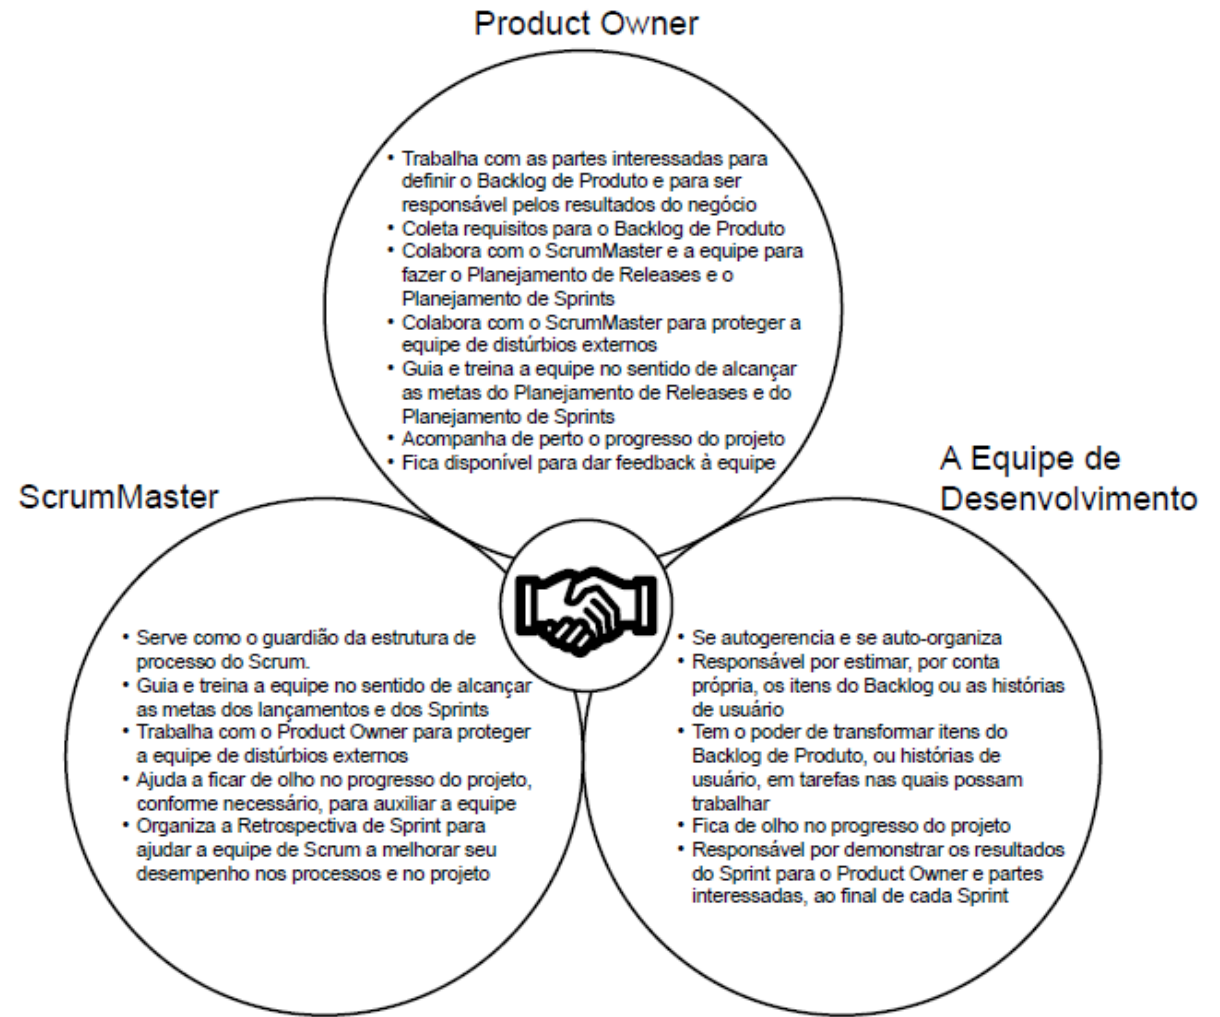 Product Owner
• Trabalha com as partes interessadas para
definir o Backlog de Produto e para ser
responsável pelos resultados do negócio
• Coleta requisitos para o Backlog de Produto
• Colabora com o ScrumMaster e a equipe para
fazer o Planejamento de Releases e o
Planejamento de Sprints
• Colabora com o ScrumMaster para proteger a
equipe de distúrbios externos
• Guia e treina a equipe no sentido de alcançar
as metas do Planejamento de Releases e do
Planejamento de Sprints
• Acompanha de perto o progresso do projeto
• Fica disponível para dar feedback à equipe
ScrumMaster
• Serve como o guardião da estrutura de
processo do Scrum.
• Guia e treina a equipe no sentido de alcançar
as metas dos lançamentos e dos Sprints
• Trabalha com o Product Owner para proteger
a equipe de distúrbios externos
• Ajuda a ficar de olho no progresso do projeto,
conforme necessário, para auxiliar a equipe
• Organiza a Retrospectiva de Sprint para
ajudar a equipe de Scrum a melhorar seu
desempenho nos processos e no projeto
A Equipe de
Desenvolvimento
• Se autogerencia e se auto-organiza
• Responsável por estimar, por conta
própria, os itens do Backlog ou as histórias
de usuário
• Tem o poder de transformar itens do
Backlog de Produto, ou histórias de
usuário, em tarefas nas quais possam
trabalhar
• Fica de olho no progresso do projeto
• Responsável por demonstrar os resultados
do Sprint para o Product Owner e partes
interessadas, ao final de cada Sprint